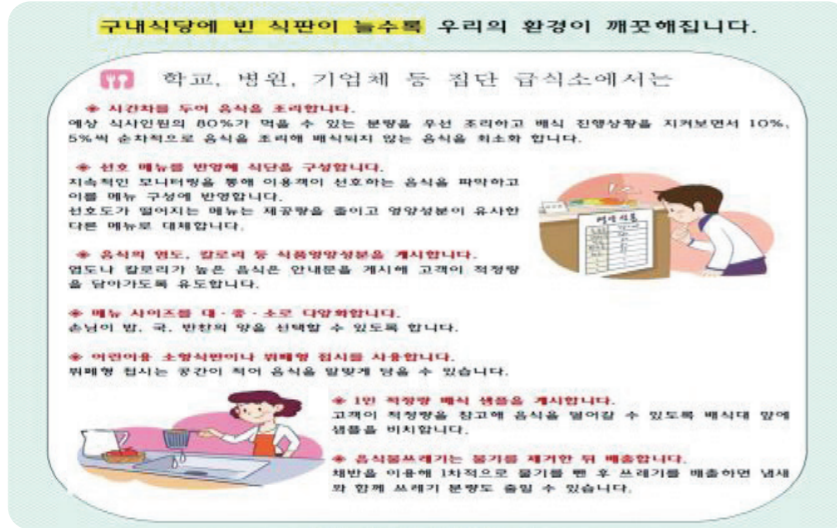 구내식당에 빈 식판이 늘수록 우리의 환경이 깨끗해집니다.
학교, 병원, 기업체 등 집단 급식소에서는
◈ 시간차를 두어 음식을 조리합니다.
예상 식사인원의 80%가 먹을 수 있는 분량을 우선 조리하고 배식 진행상황을 지켜보면서 10%,
5%씩 순차적으로 음식을 조리해 배식되지 않는 음식을 최소화 합니다.
◈ 선호 메뉴를 반영해 식단을 구성합니다.
지속적인 모니터링을 통해 이용객이 선호하는 음식을 파악하고
이를 메뉴 구성에 반영합니다.
선호도가 떨어지는 메뉴는 제공량을 줄이고 영양성분이 유사한
다른 메뉴로 대체합니다.
◈ 음식의 염도, 칼로리 등 식품영양성분을 게시합니다.
염도나 칼로리가 높은 음식은 안내문을 게시해 고객이 적정량
을 담아가도록 유도합니다.
◈ 메뉴 사이즈를 대·중·소로 다양화합니다.
손님이 밥, 국, 반찬의 양을 선택할 수 있도록 합니다.
◈ 어린이용 소형식판이나 뷔페형 접시를 사용합니다.
뷔페형 접시는 공간이 적어 음식을 알맞게 담을 수 있습니다.
◈ 1인 적정량 배식 샘플을 게시합니다.
고객이 적정량을 참고해 음식을 덜어갈 수 있도록 배식대 앞에
샘플을 비치합니다.
◈ 음식물쓰레기는 물기를 제거한 뒤 배출합니다.
채반을 이용해 1차적으로 물기를 뺀 후 쓰레기를 배출하면 냄새
와 함께 쓰레기 분량도 줄일 수 있습니다.